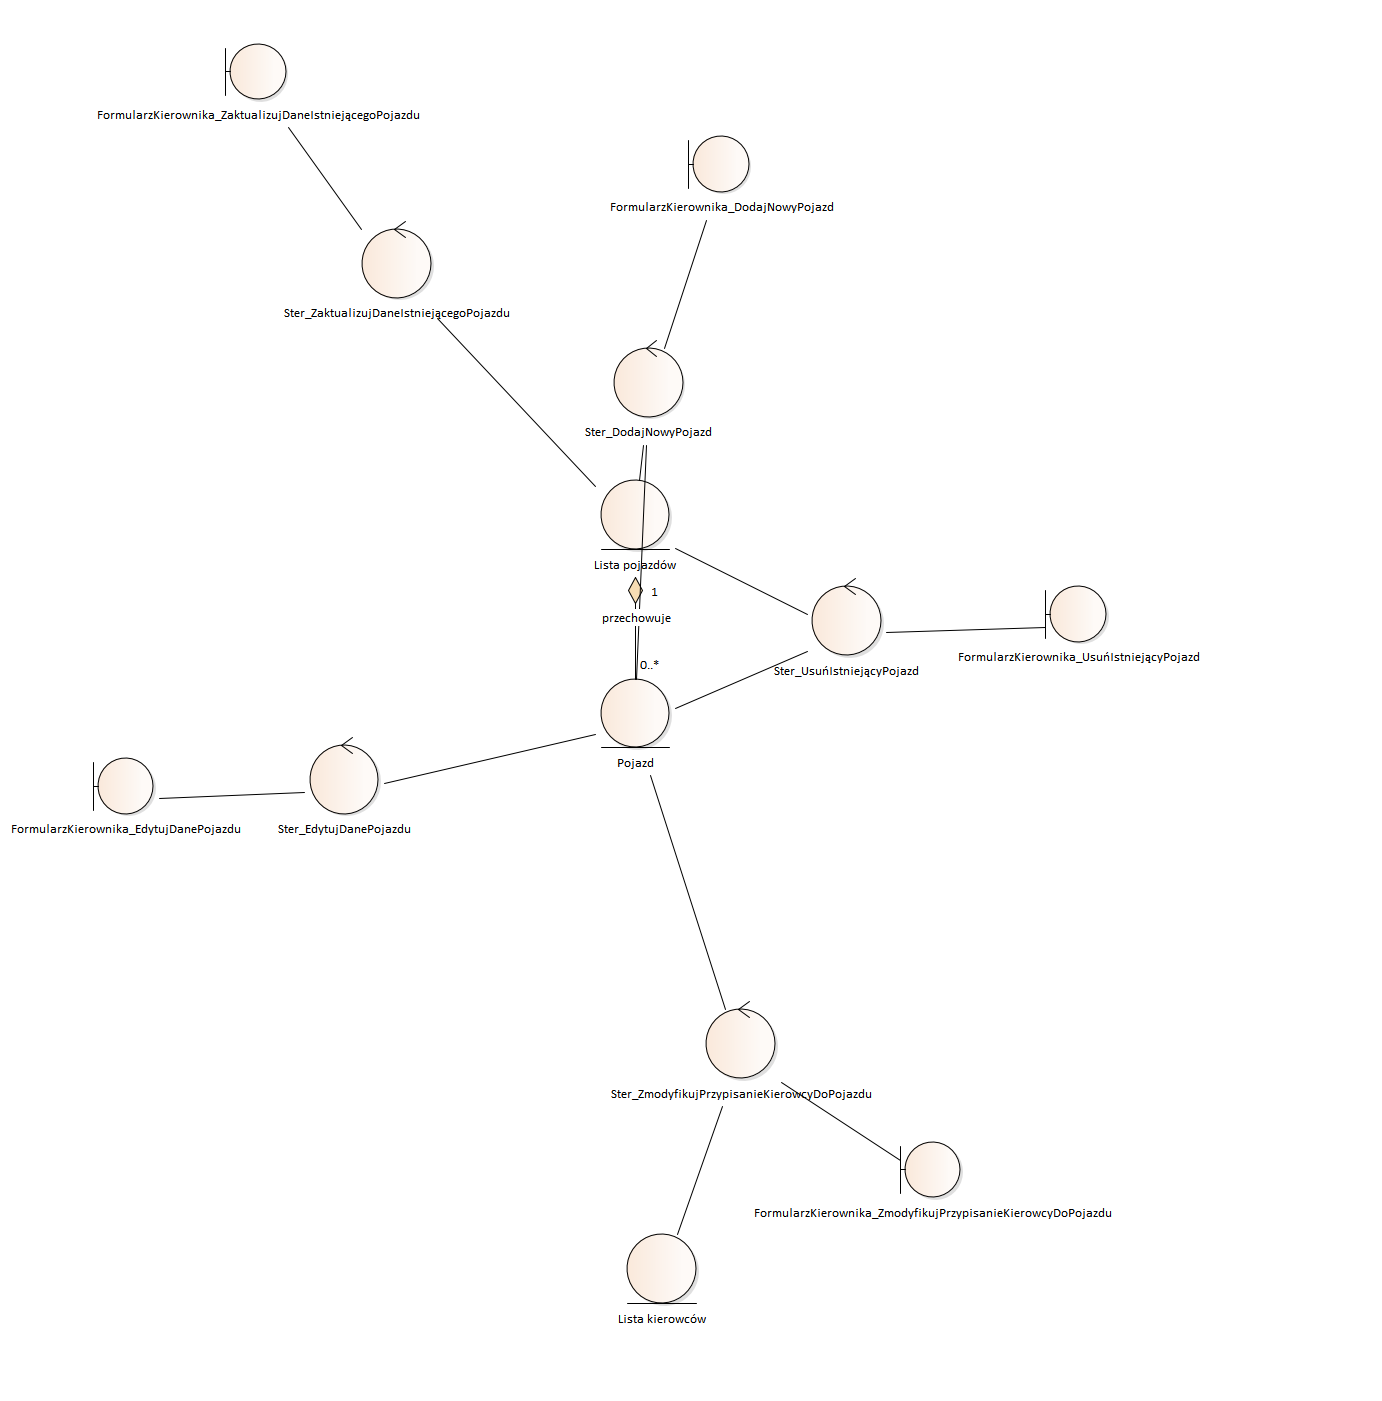 FormularzKierownika_ZaktualizujDaneIstniejącegoPojazdu
FormularzKierownika_DodajNowyPojazd
Ster_ZaktualizujDaneIstniejącegoPojazdu
Ster_DodajNowyPojazd
Lista pojazdów
1
przechowuje
0..*
FormularzKierownika_UsuńIstniejącyPojazd
Ster_UsuńIstniejącyPojazd
Pojazd
FormularzKierownika_EdytujDanePojazdu
Ster_EdytujDanePojazdu
Ster_ZmodyfikujPrzypisanieKierowcyDoPojazdu
FormularzKierownika_ZmodyfikujPrzypisanieKierowcyDoPojazdu
Lista kierowców